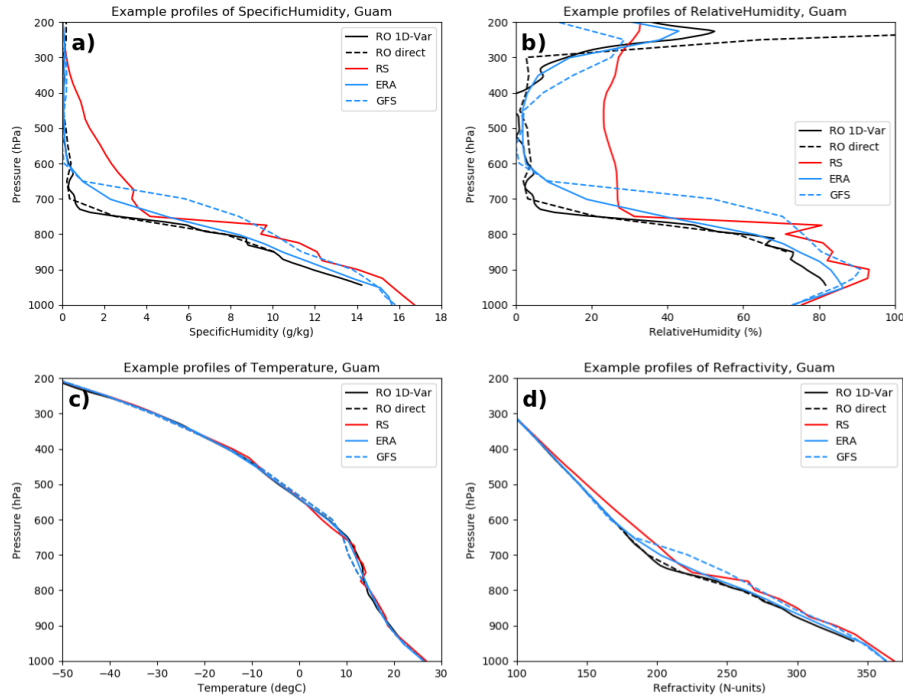 Example profiles of SpecificHumidity, Guam
a)
RO 1D-Var
RO direct
RS
ERA
GFS
200
300
400
500
600
700
800
900
1000
Pressure (hPa)
0 2 4 6 8 10 12 14 16 18
SpecificHumidity (g/kg)
Example profiles of RelativeHumidity, Guam
b)
200
300
400
500
600
700
800
900
1000
Pressure (hPa)
RO 1D-Var
RO direct
RS
ERA
GFS
0 20 40 60 80 100
RelativeHumidity (%)
Example profiles of Temperature, Guam
c)
RO 1D-Var
RO direct
RS
ERA
GFS
200
300
400
500
600
700
800
900
1000
Pressure (hPa)
−50 −40 −30 −20 −10 0 10 20 30
Temperature (degC)
Example profiles of Refractivity, Guam
d)
RO 1D-Var
RO direct
RS
ERA
GFS
200
300
400
500
600
700
800
900
1000
Pressure (hPa)
100 150 200 250 300 350
Refractivity (N-units)